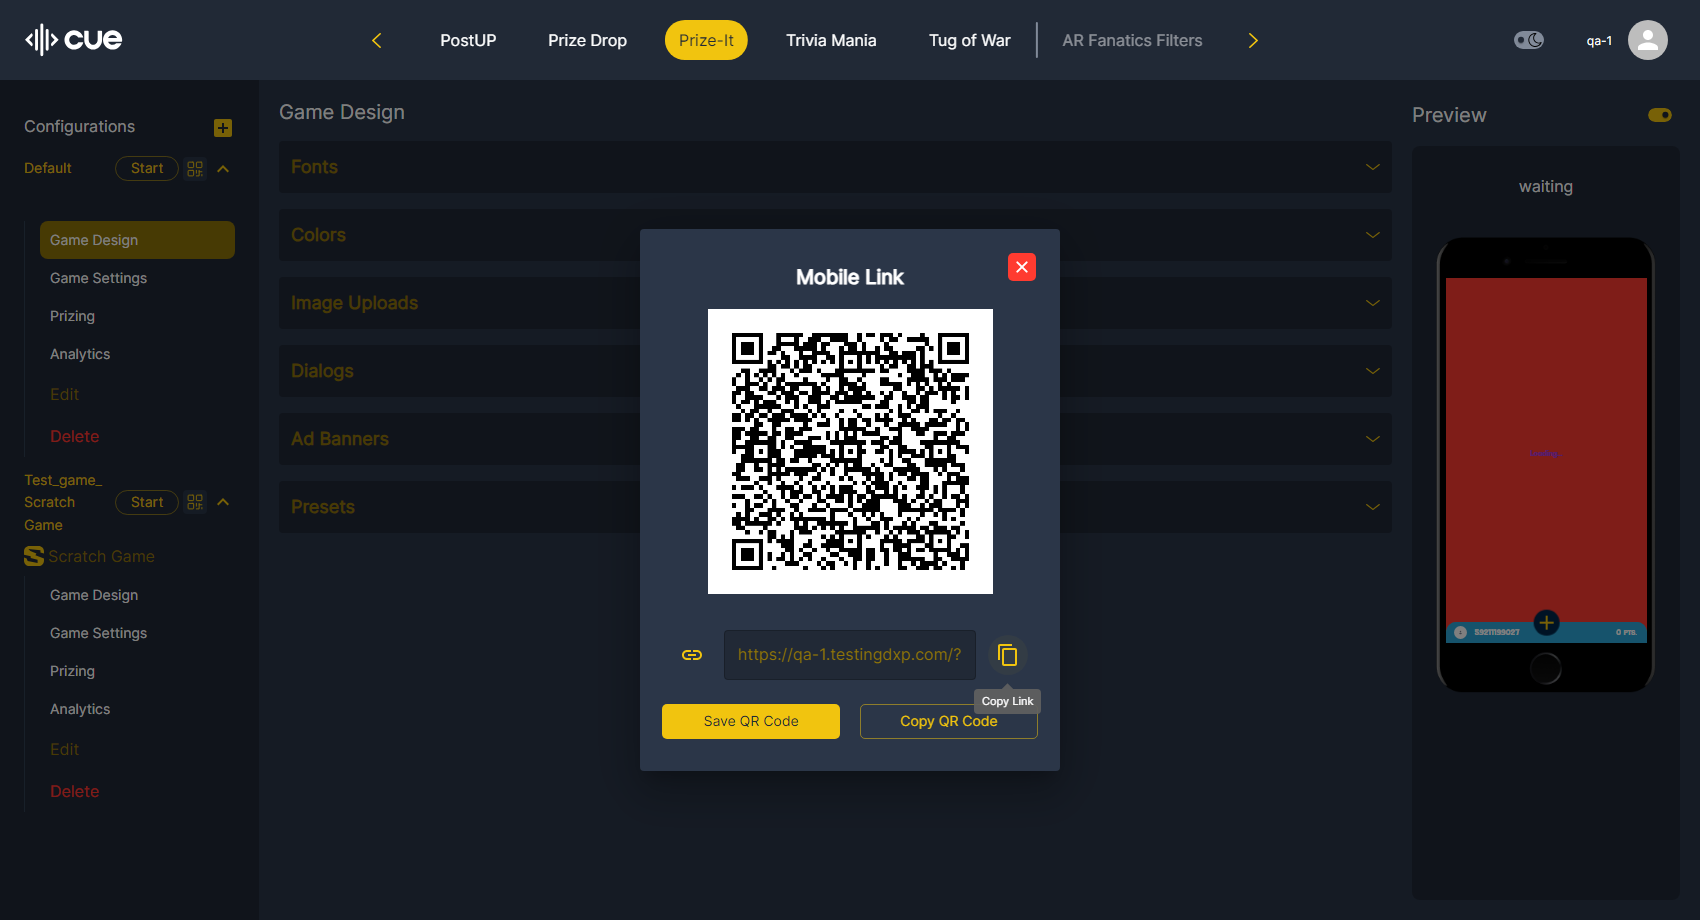 cue
PostUP
Prize Drop
Prize-It
Trivia Mania
Tug of War
AR Fanatics Filters
qa-1
Configurations
Default
Start
Game Design
Game Settings
Prizing
Analytics
Edit
Delete
Test_game_
Scratch
Game
Start
Scratch Game
Game Design
Game Settings
Prizing
Analytics
Edit
Delete
Game Design
Fonts
Colors
Image Uploads
Dialogs
Ad Banners
Presets
Mobile Link
https://qa-1.testingdxp.com/?
Copy Link
Save QR Code
Copy QR Code
Preview
waiting
0 PTS.